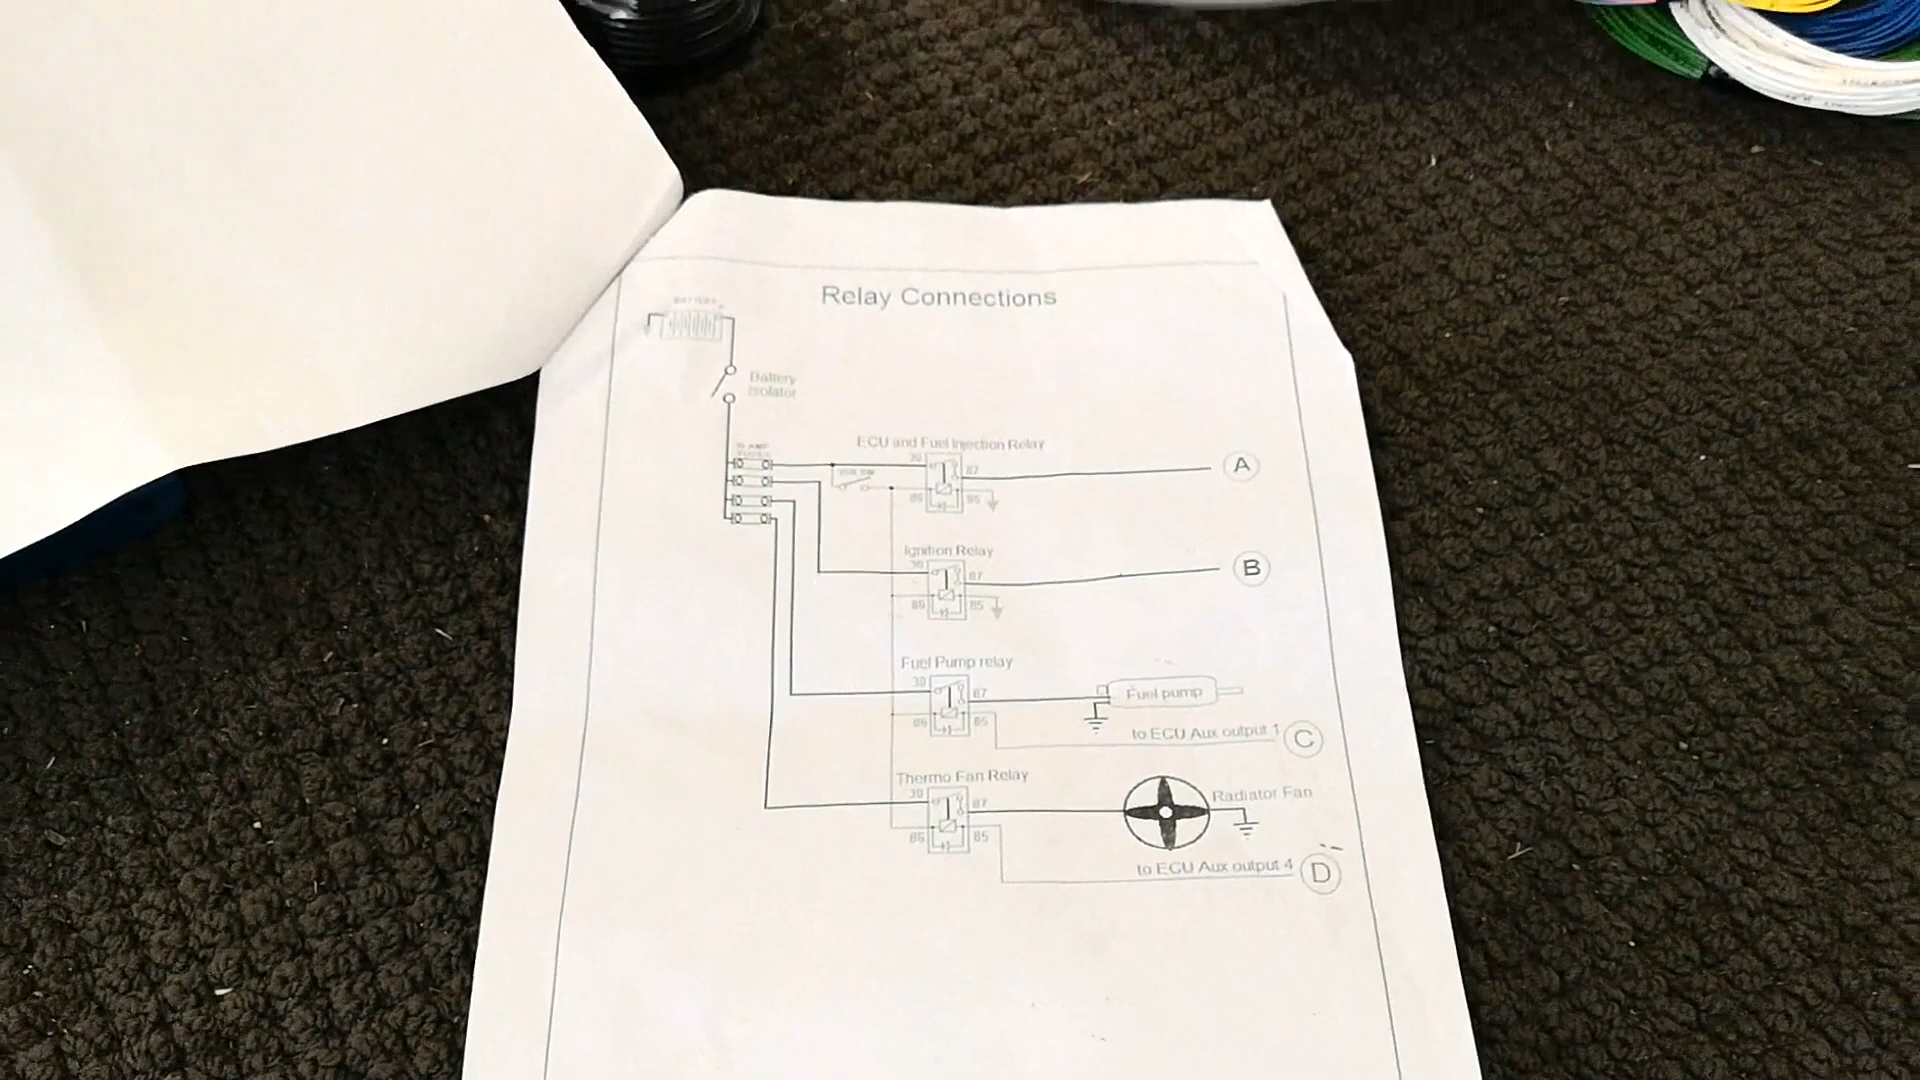 Relay Connections
BATTERY
Battery
isolator
ECU and Fuel Injection Relay
30
87
86
85
A
Ignition Relay
30
87
86
85
B
Fuel Pump relay
30
87
86
85
Fuel pump
to ECU Aux output 1
C
Thermo Fan Relay
30
87
86
85
Radiator Fan
to ECU Aux output 4
D